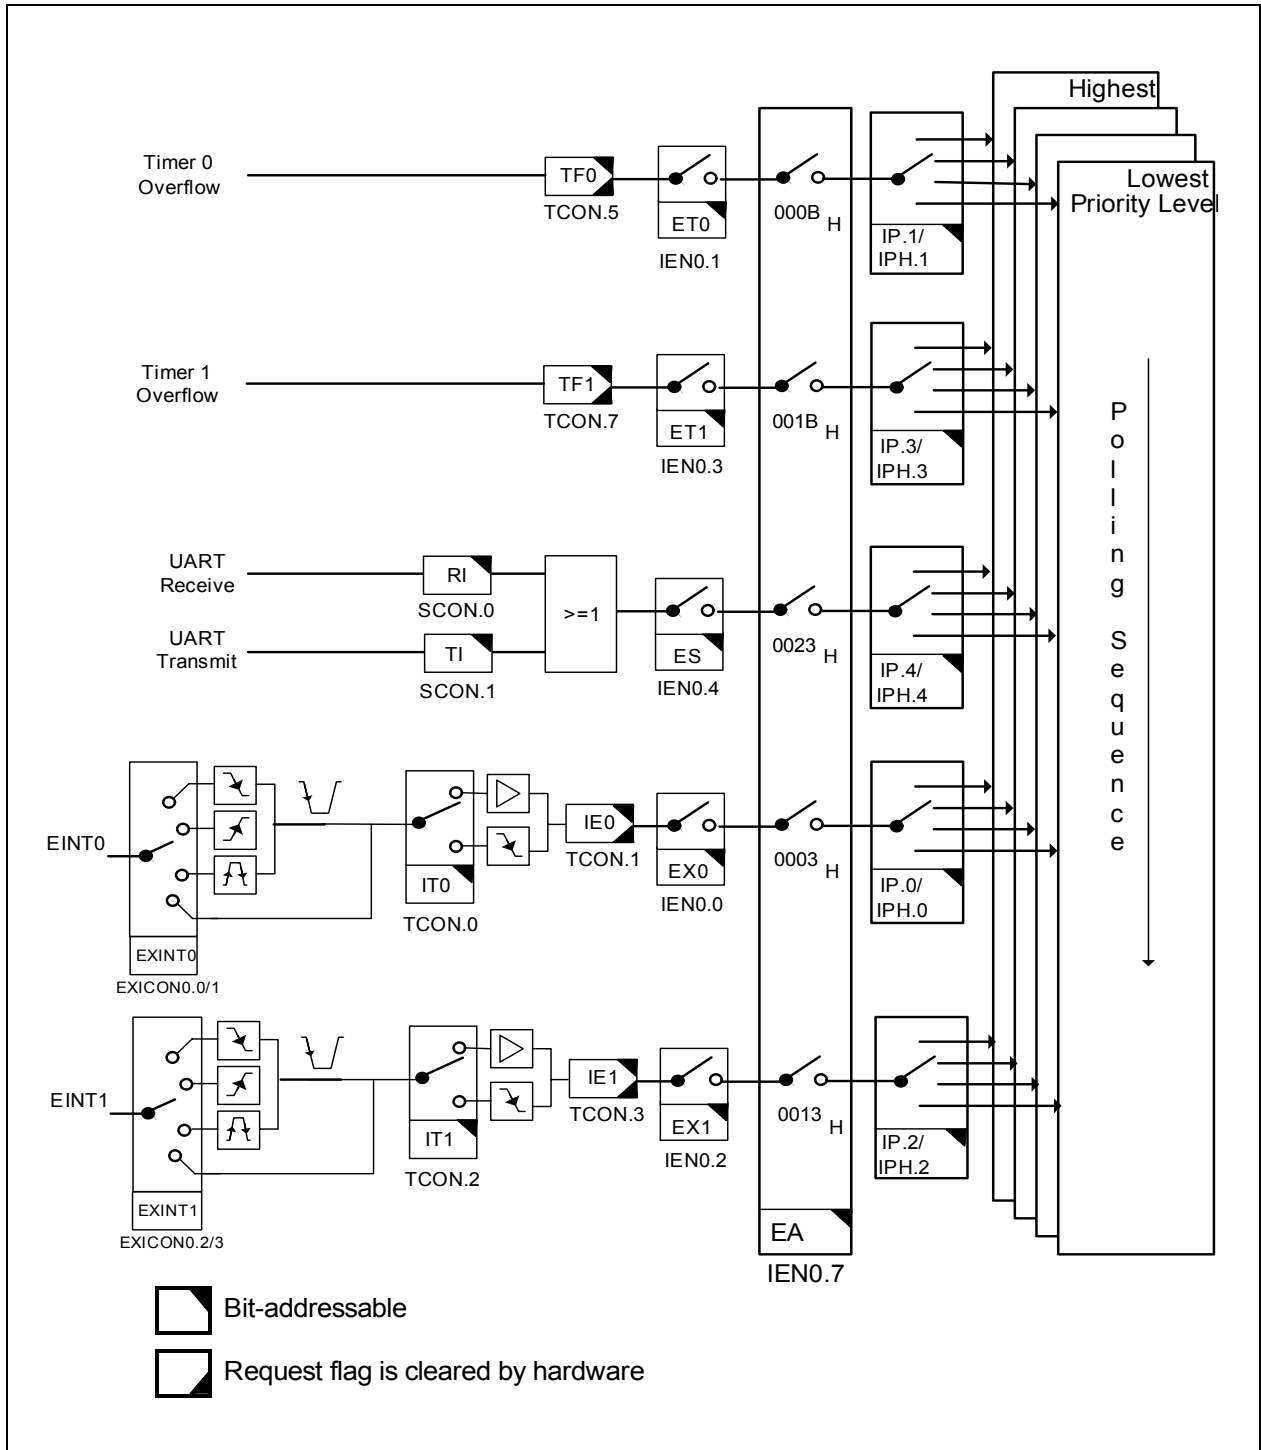 Highest
Lowest
Priority Level
Timer 0
Overflow
TF0
TCON.5
ET0
IEN0.1
000B H
IP.1/
IPH.1
Timer 1
Overflow
TF1
TCON.7
ET1
IEN0.3
001B H
IP.3/
IPH.3
Polling Sequence
UART
Receive
RI
SCON.0
UART
Transmit
TI
SCON.1
>=1
ES
IEN0.4
0023 H
IP.4/
IPH.4
EINT0
EXINT0
EXICON0.0/1
IT0
TCON.0
IE0
TCON.1
EX0
IEN0.0
0003 H
IP.0/
IPH.0
EINT1
EXINT1
EXICON0.2/3
IT1
TCON.2
IE1
TCON.3
EX1
IEN0.2
0013 H
IP.2/
IPH.2
EA
IEN0.7
Bit-addressable
Request flag is cleared by hardware